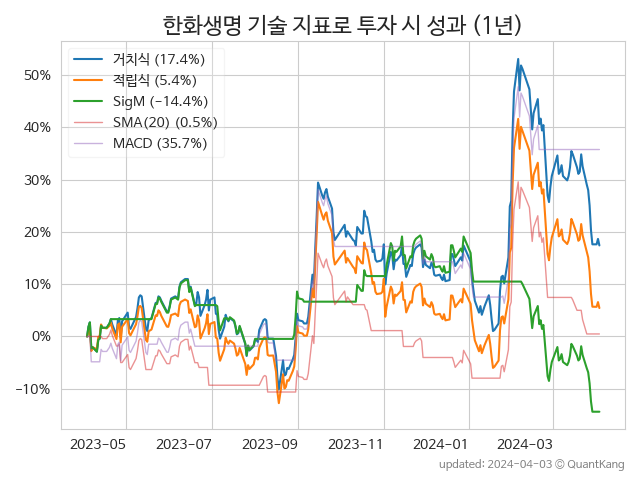 한화생명 기술 지표로 투자 시 성과 (1년)
거치식 (17.4%)
적립식 (5.4%)
SigM (−14.4%)
SMA(20) (0.5%)
MACD (35.7%)
50%
40%
30%
20%
10%
0%
−10%
2023-05 2023-07 2023-09 2023-11 2024-01 2024-03
updated: 2024-04-03 ⓒ QuantKang